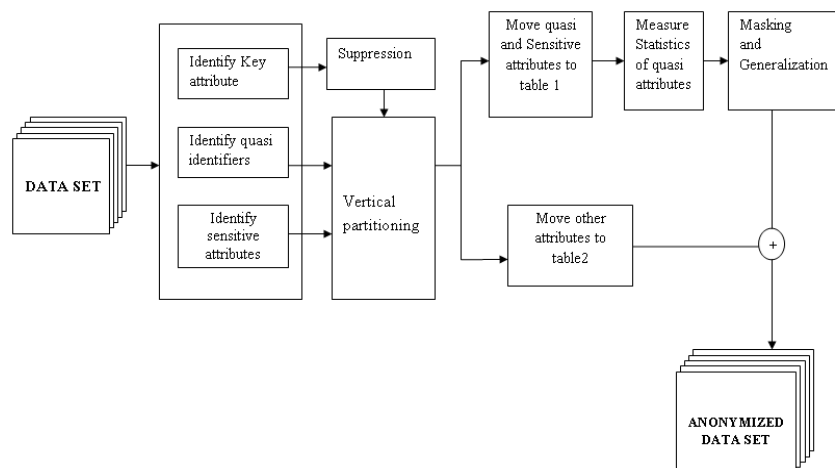 DATA SET
Identify Key
attribute
Identify quasi
identifiers
Identify
sensitive
attributes
Suppression
Vertical
partitioning
Move quasi
and Sensitive
attributes to
table 1
Measure
Statistics
of quasi
attributes
Masking
and
Generalization
Move other
attributes to
table2
+
ANONYMIZED
DATA SET